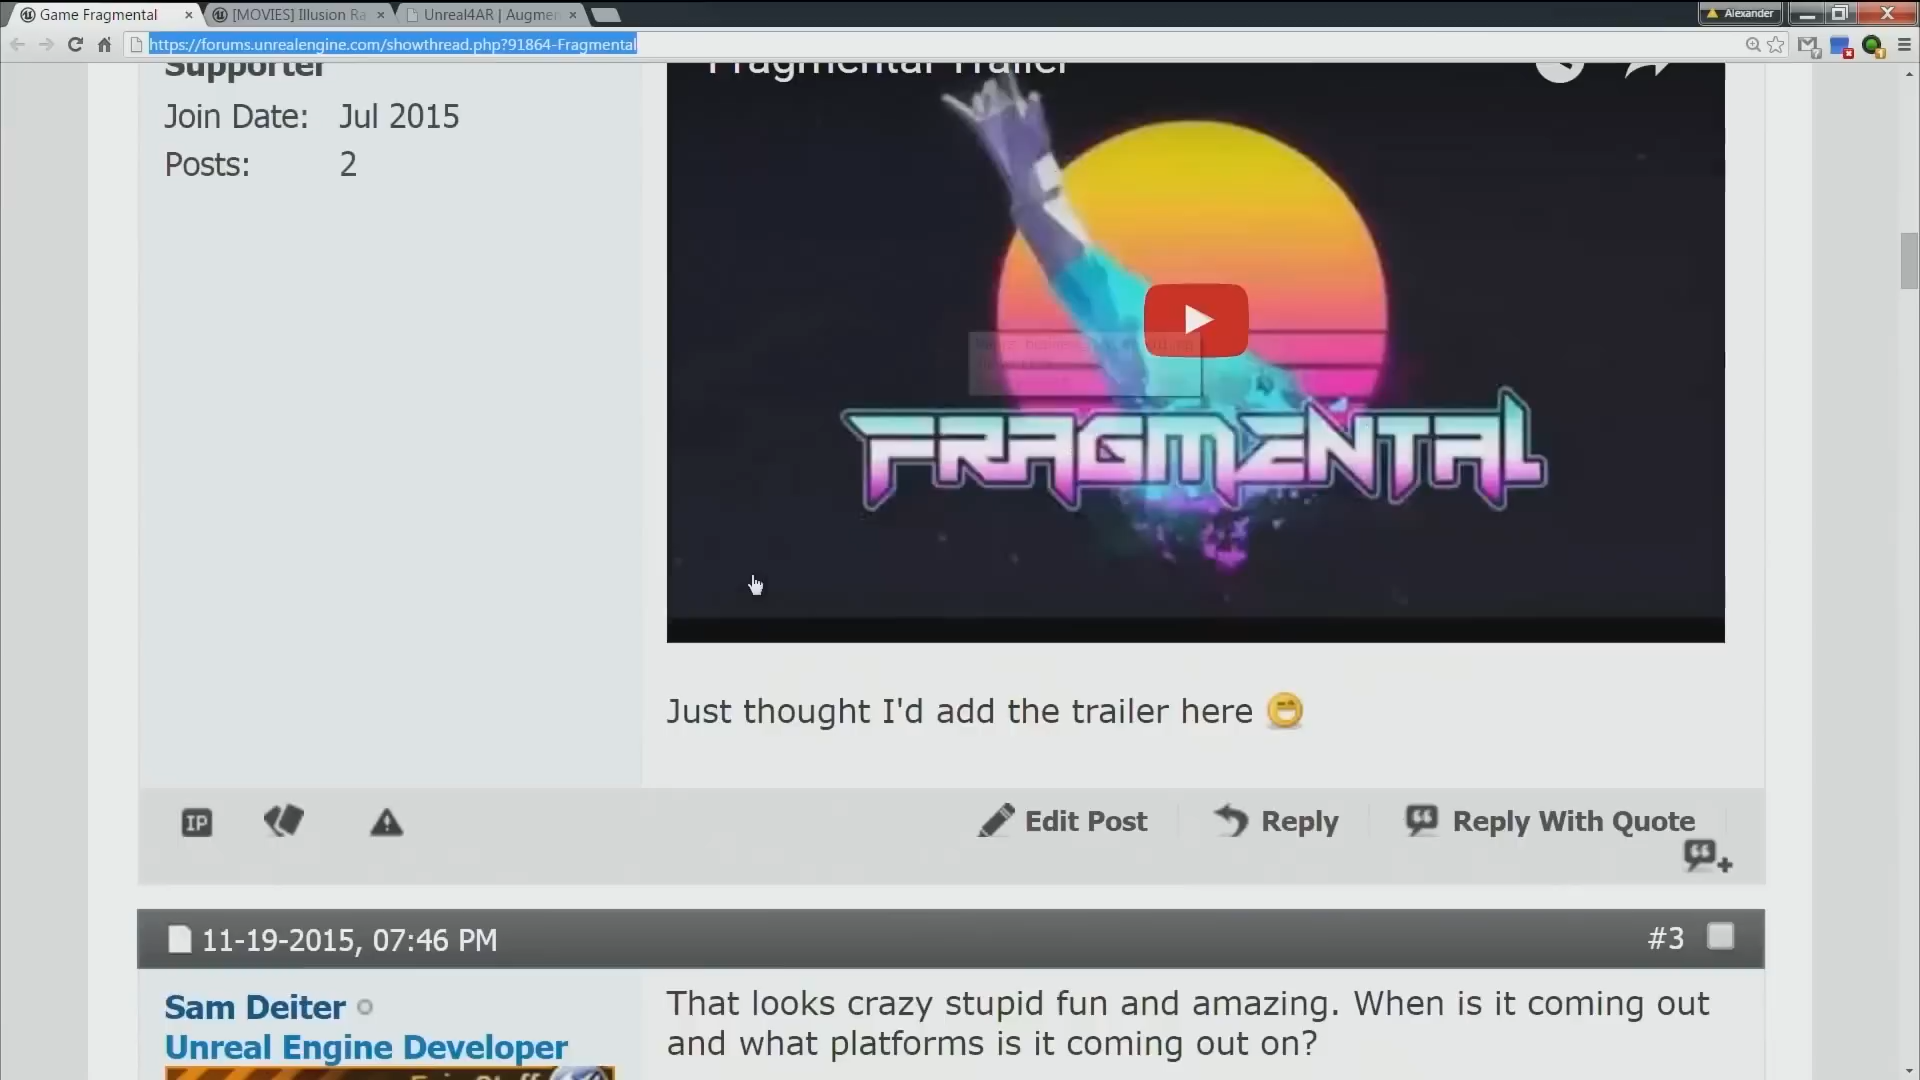 Game Fragmental
[MOVIES] Illusion Ra
Unreal4AR | Augmen
Alexander
https://forums.unrealengine.com/showthread.php?91864-Fragmental
Supporter
Join Date: Jul 2015
Posts: 2
Fragmental Trailer
FRAGMENTAL
Just thought I'd add the trailer here
IP
Edit Post
Reply
Reply With Quote
11-19-2015, 07:46 PM
#3
Sam Deiter
Unreal Engine Developer
That looks crazy stupid fun and amazing. When is it coming out
and what platforms is it coming out on?